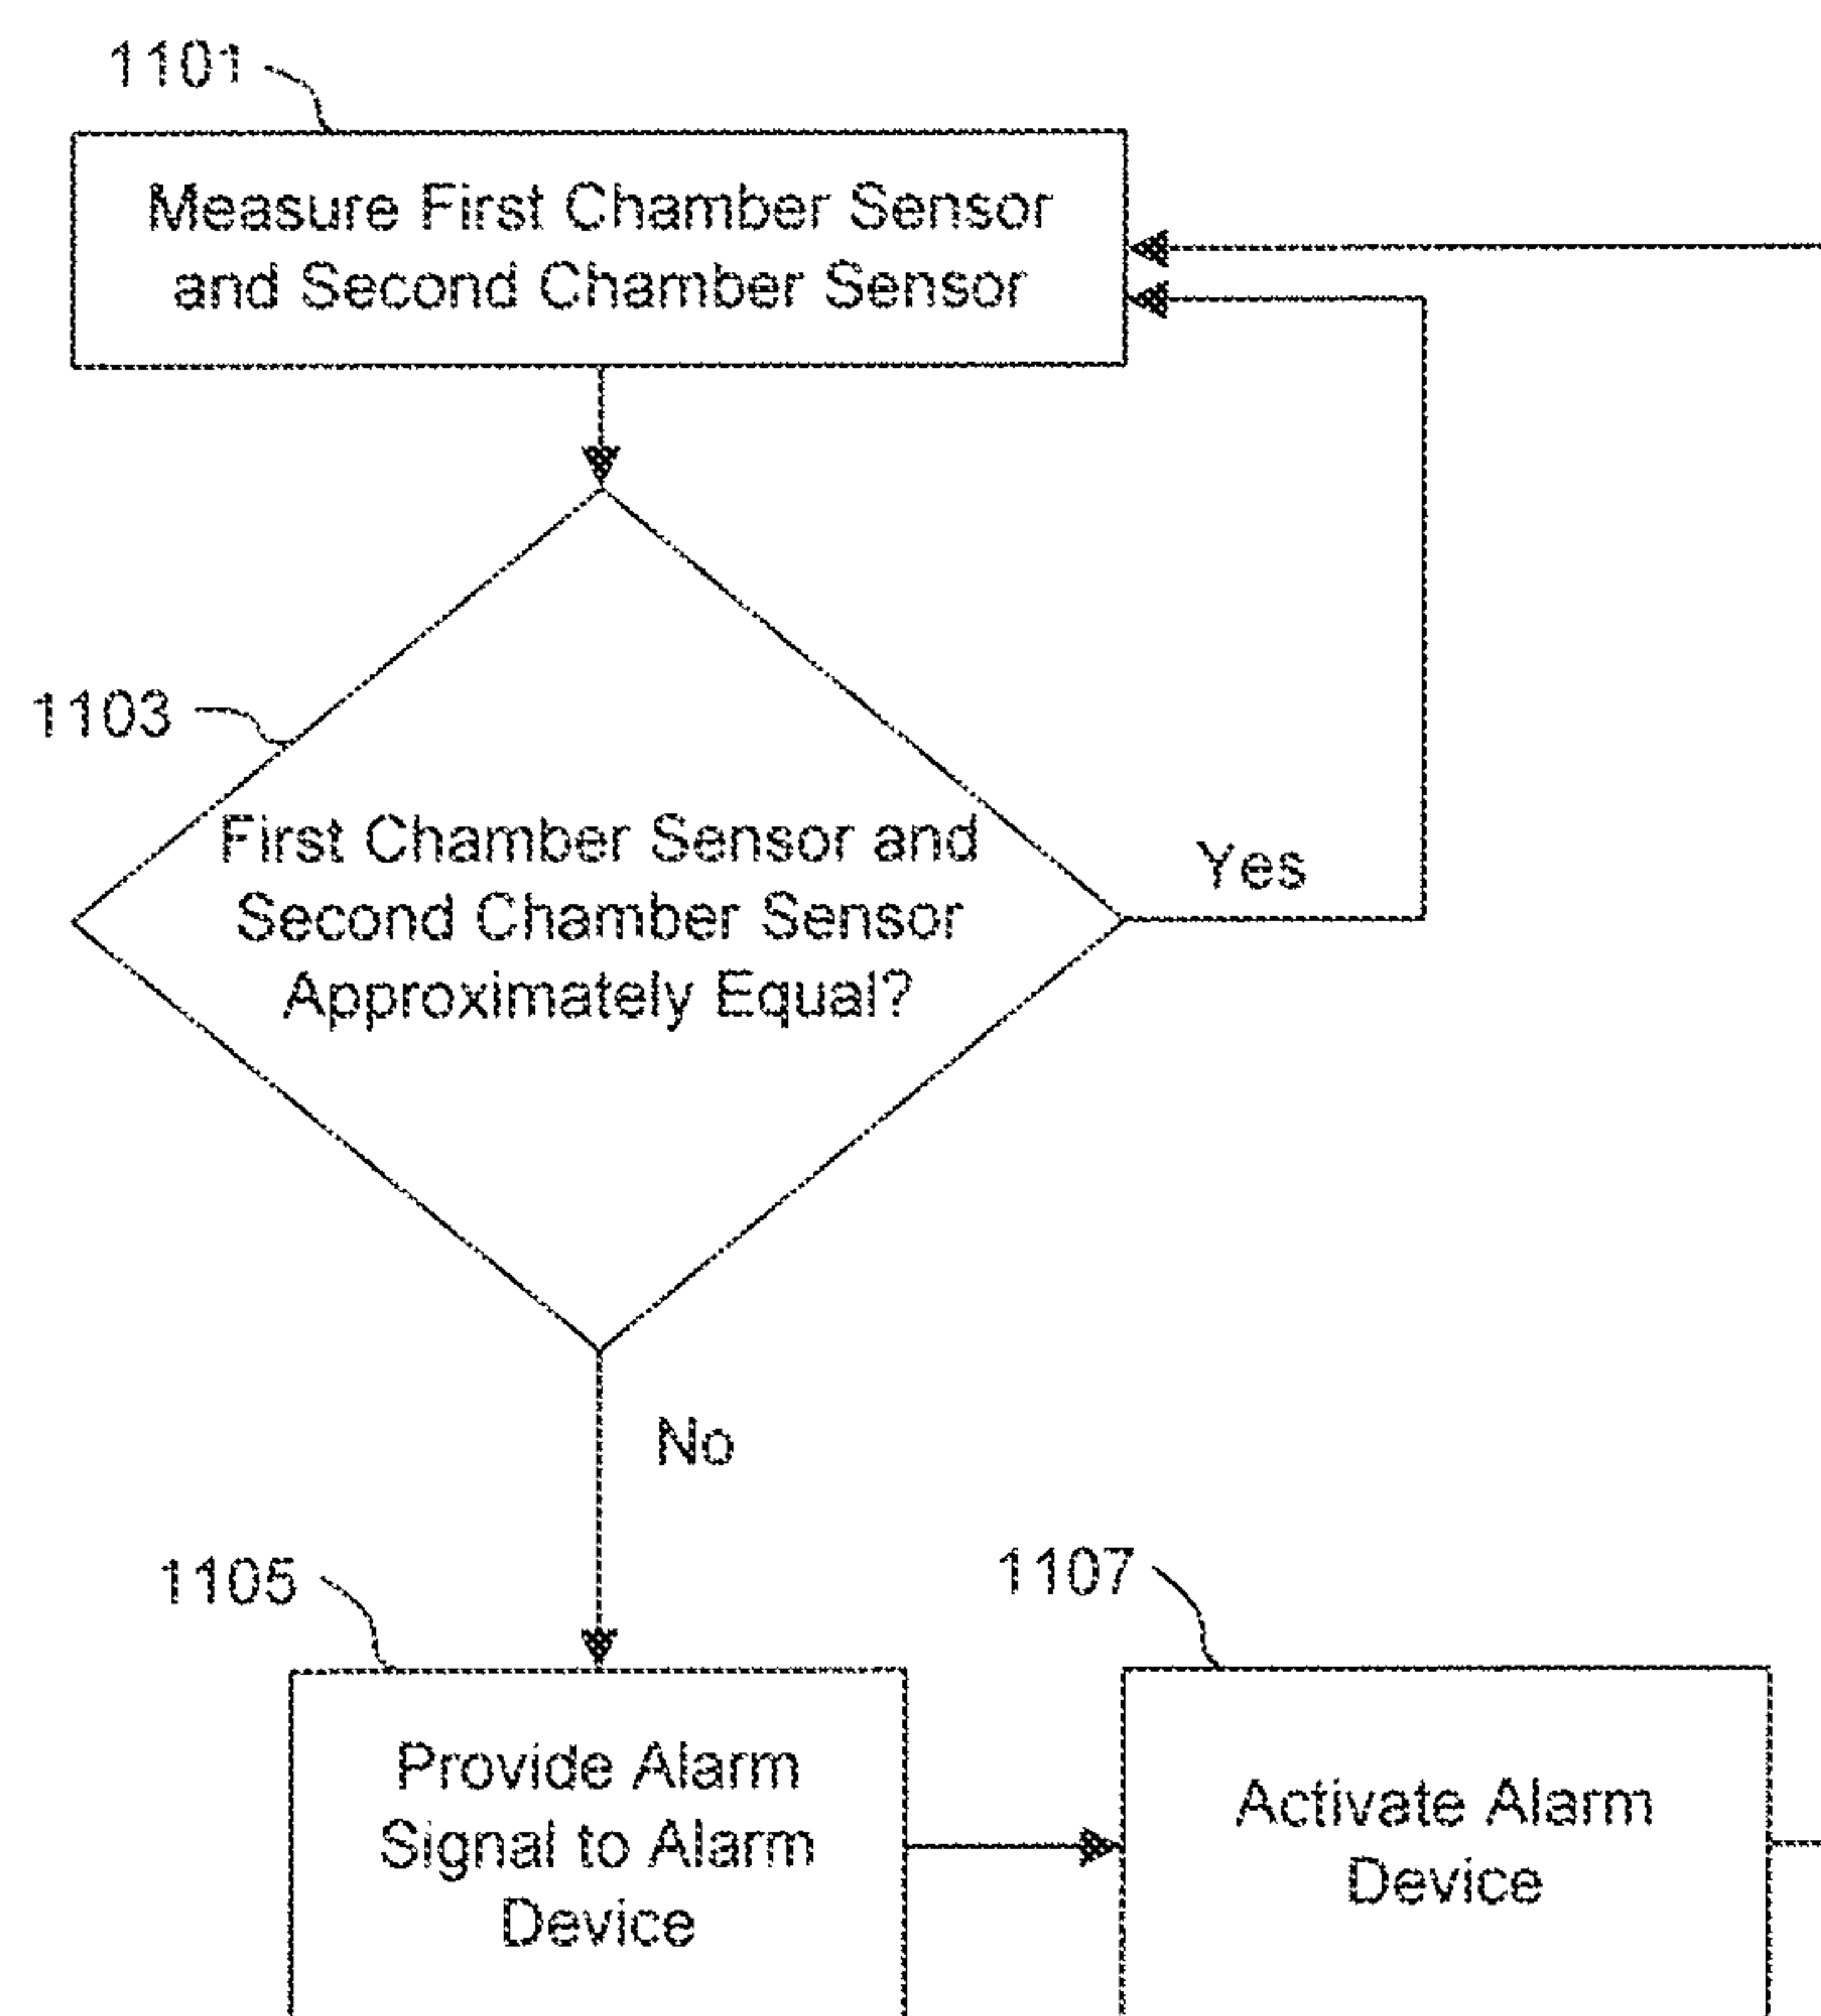 1101
Measure First Chamber Sensor
and Second Chamber Sensor
1103
First Chamber Sensor and
Second Chamber Sensor
Approximately Equal?
Yes
No
1105
1107
Provide Alarm
Signal to Alarm
Device
Activate Alarm
Device